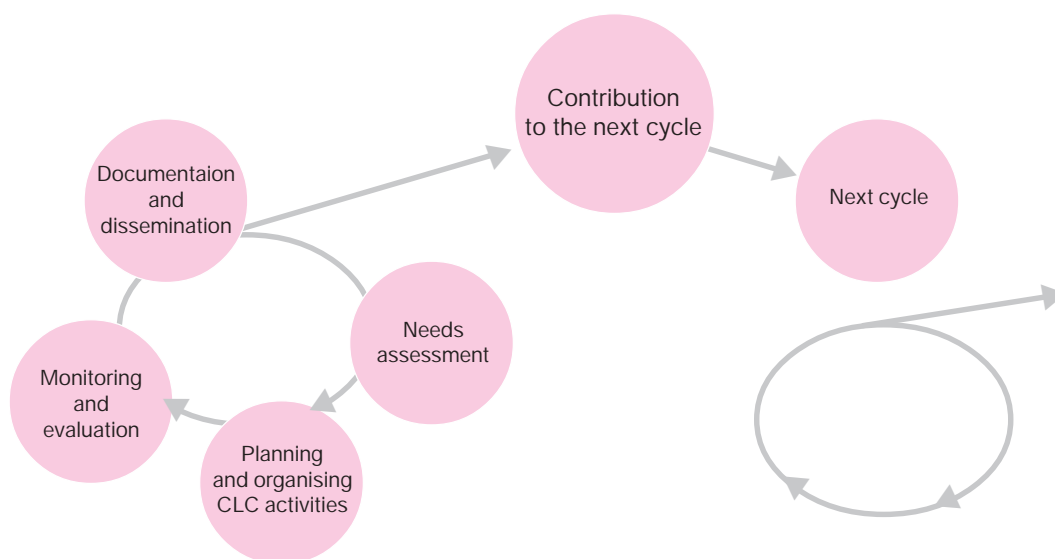 Contribution
to the next cycle
Documentaion
and
dissemination
Next cycle
Needs
assessment
Monitoring
and
evaluation
Planning
and organising
CLC activities